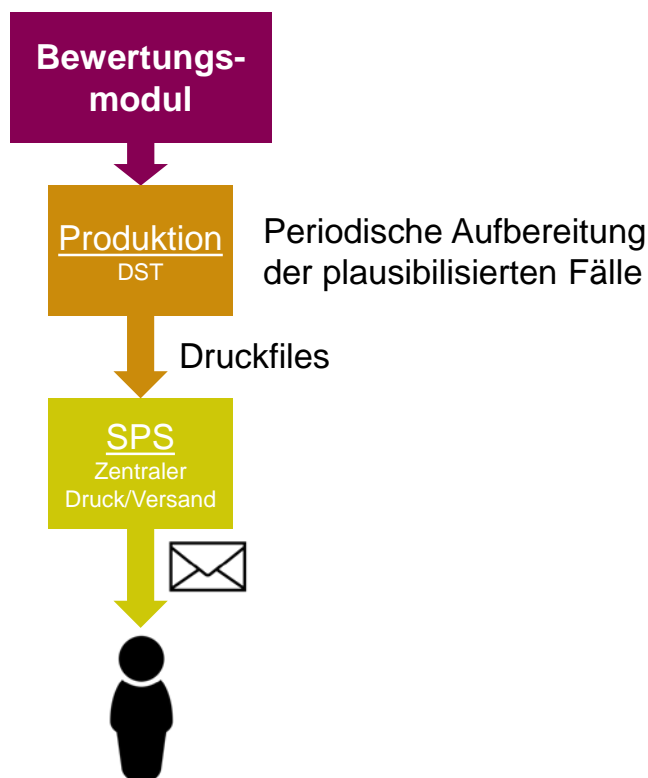 Bewertungs-
modul
Produktion
DST
Periodische Aufbereitung
der plausibilisierten Fälle
Druckfiles
SPS
Zentraler
Druck/Versand